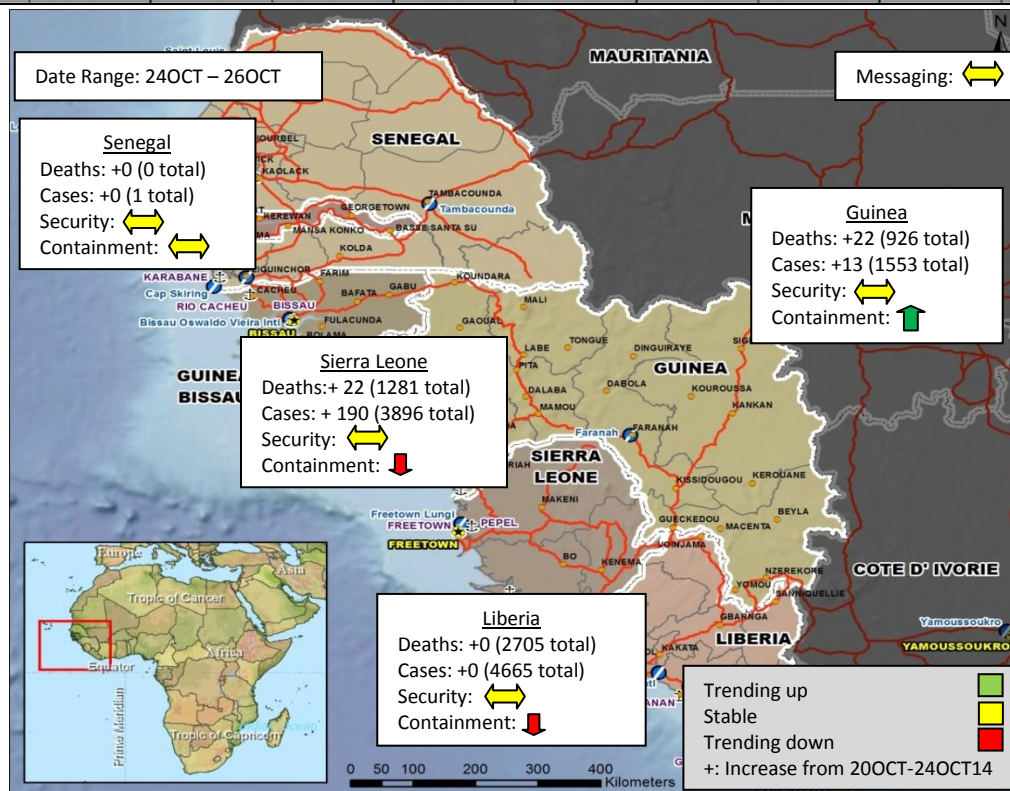 Date Range: 24OCT – 26OCT
Messaging:
N
MAURITANIA
Senegal
Deaths: +0 (0 total)
Cases: +0 (1 total)
Security:
Containment:
SENEGAL
KAOLACK
TAMBACOUNDA
Tambacounda
GEORGETOWN
KEREWAN
MANSA KONKO
BASSE SANTA SU
KOLDA
Guinea
Deaths: +22 (926 total)
Cases: +13 (1553 total)
Security:
Containment:
KARABANE
Cap Skiring
FARIM
KOUNDARA
CACHEU
RIO CACHEU
BISSAU
BAFATA
GABU
MALI
Bissau Oswaldo Vieira Intl
BISSAU
FULACUNDA
BOLAMA
GAOUAL
TONGUE
LABE
DINGUIRAYE
PITA
GUINEA
KOUROUSSA
DALABA
DABOLA
MAMOU
KANKAN
BISSAU
Sierra Leone
Deaths:+ 22 (1281 total)
Cases: + 190 (3896 total)
Security:
Containment:
Faranah
FARANAH
SIERRA
LEONE
KISSIDOUGOU
KEROUANE
MAKENI
Freetown Lungi
FREETOWN
PEPEL
FREETOWN
GUECKEDOU
MACENTA
BEYLA
VOINJAMA
BO
KENEMA
NZEREKORE
YOMOU
SANNIQUELLIE
COTE D' IVORIE
GBARNGA
LIBERIA
KAKATA
Yamoussoukro
YAMOUSSOUKRO
Liberia
Deaths: +0 (2705 total)
Cases: +0 (4665 total)
Security:
Containment:
Europe
Asia
Tropic of Cancer
Africa
Equator
Prime Meridian
Tropic of Capricorn
0 50 100 200 300 400
Kilometers
Trending up
Stable
Trending down
+: Increase from 20OCT-24OCT14